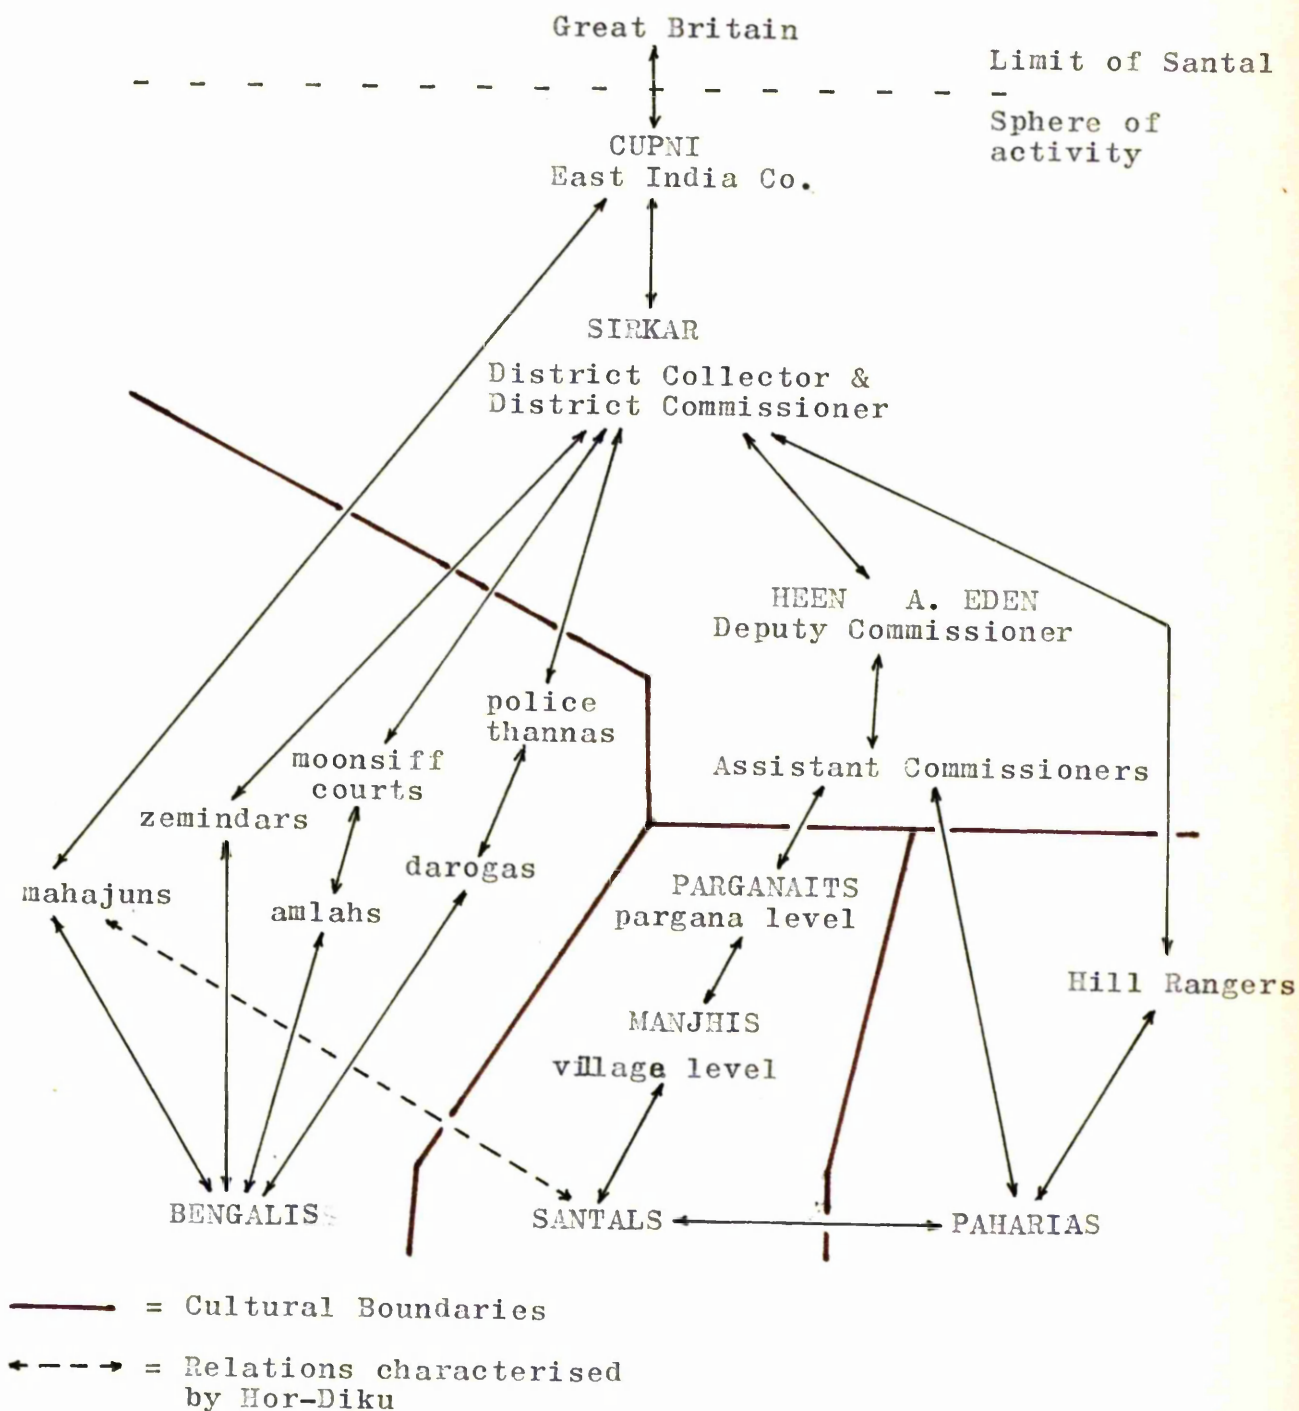 Great Britain
Limit of Santal
Sphere of
activity
CUPNI
East India Co.
SIRKAR
District Collector &
District Commissioner
HEEN A. EDEN
Deputy Commissioner
police
thannas
moonsiff
courts
Assistant Commissioners
zemindars
darogas
mahajuns
amlahs
PARGANAITS
pargana level
Hill Rangers
MANJHIS
village level
BENGALIS
SANTALS
PAHARIAS
= Cultural Boundaries
= Relations characterised
by Hor-Diku